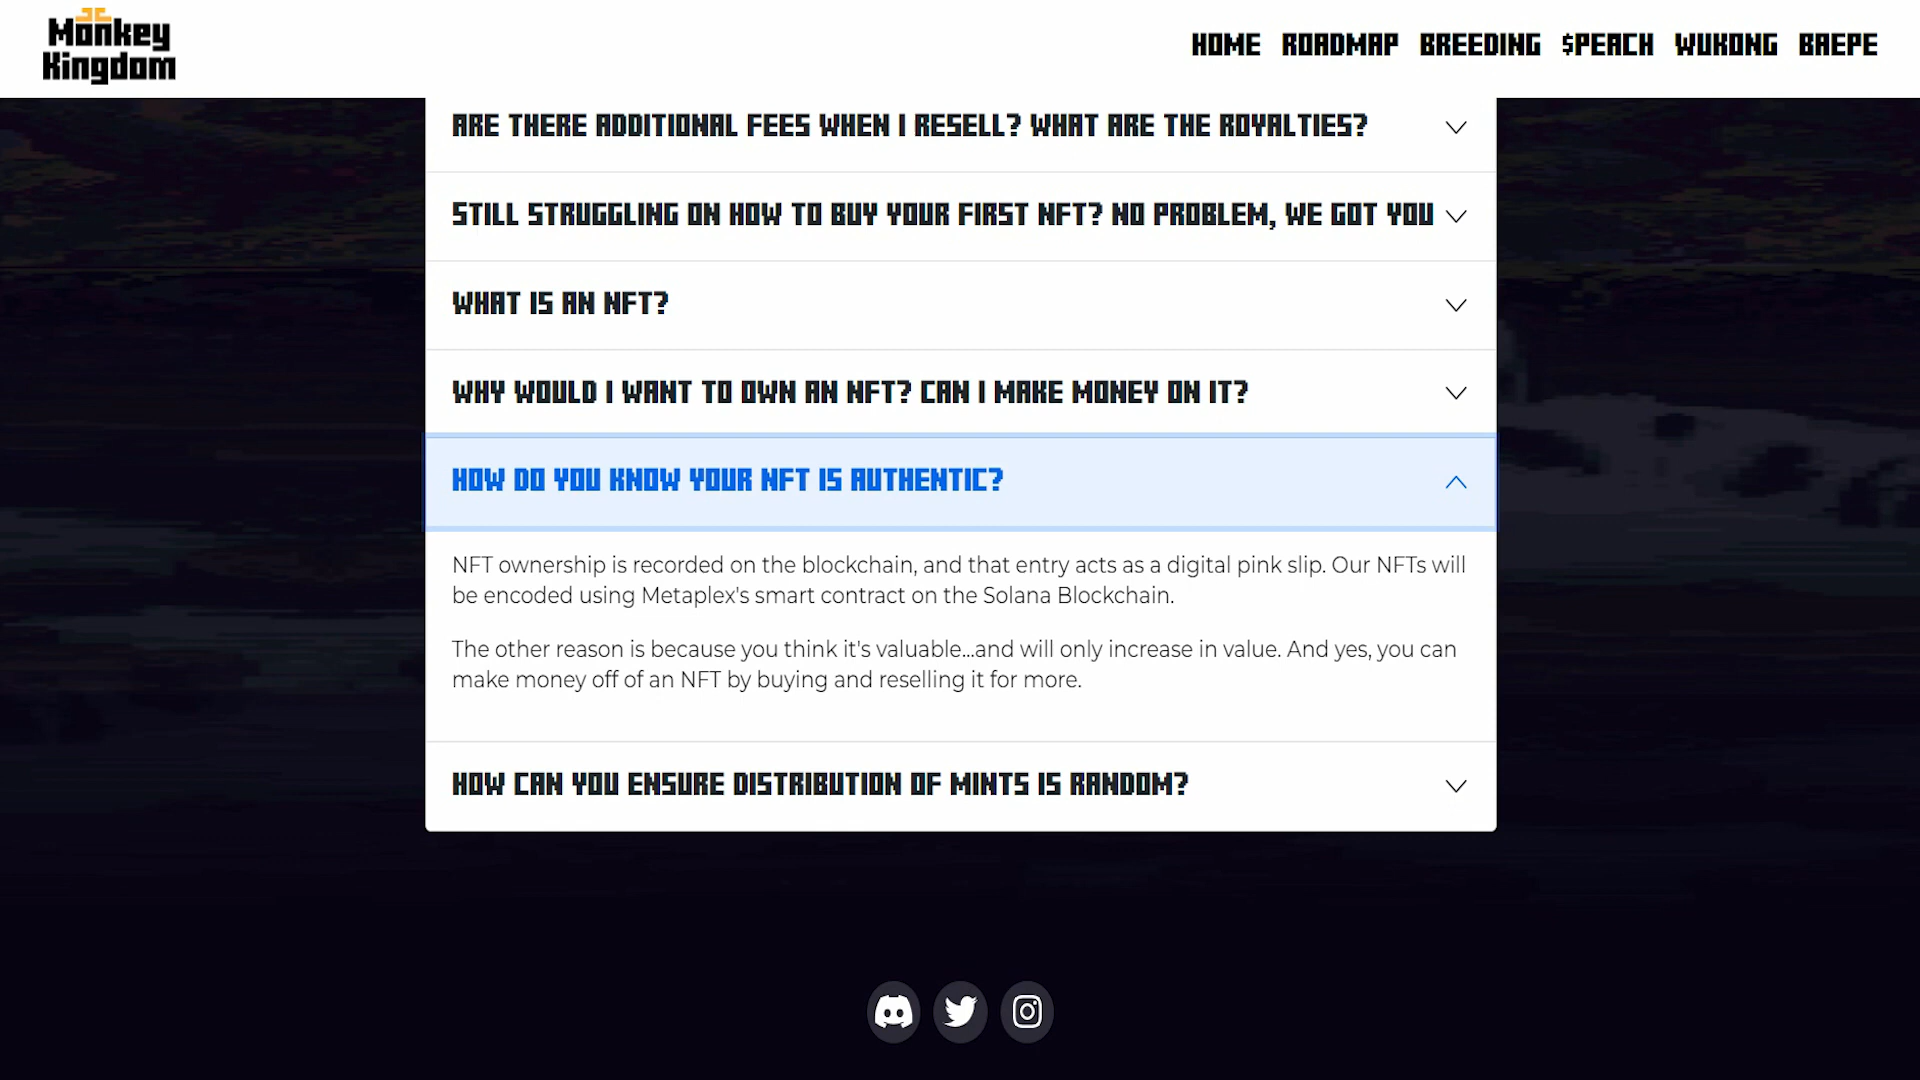 Monkey
Kingdom
HOME ROADMAP BREEDING $PEACH WUKONG BAEPE
ARE THERE ADDITIONAL FEES WHEN I RESELL? WHAT ARE THE ROYALTIES?
STILL STRUGGLING ON HOW TO BUY YOUR FIRST NFT? NO PROBLEM, WE GOT YOU
WHAT IS AN NFT?
WHY WOULD I WANT TO OWN AN NFT? CAN I MAKE MONEY ON IT?
HOW DO YOU KNOW YOUR NFT IS AUTHENTIC?
NFT ownership is recorded on the blockchain, and that entry acts as a digital pink slip. Our NFTs will
be encoded using Metaplex's smart contract on the Solana Blockchain.
The other reason is because you think it's valuable...and will only increase in value. And yes, you can
make money off of an NFT by buying and reselling it for more.
HOW CAN YOU ENSURE DISTRIBUTION OF MINTS IS RANDOM?